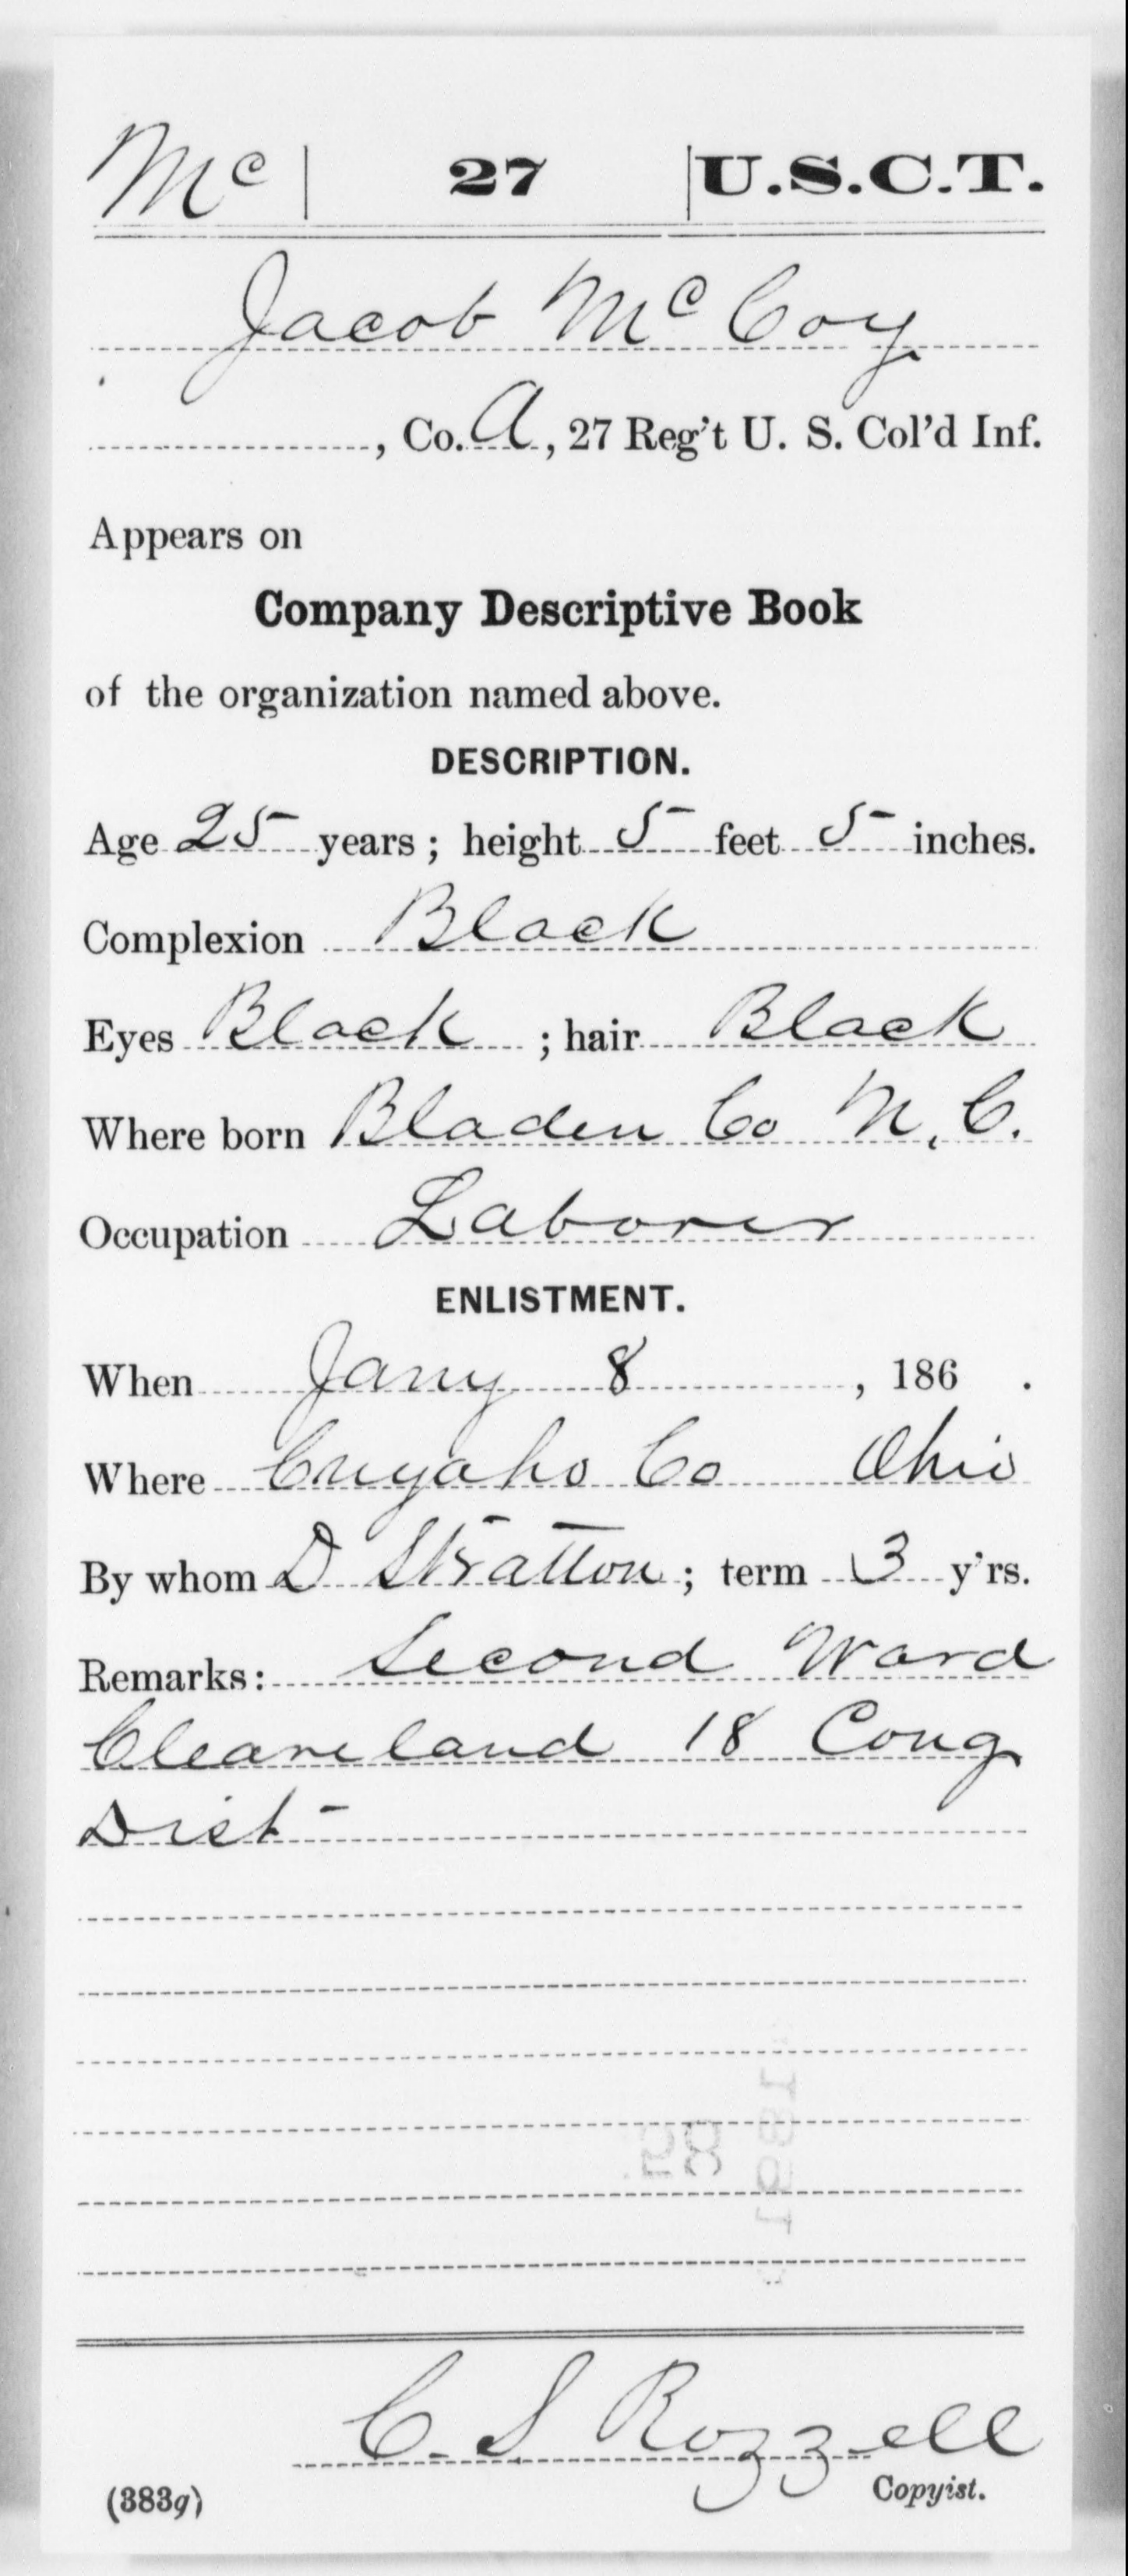 Mc 27 U.S.C.T.
Jacob McCoy
, Co. A, 27 Reg't U. S. Col'd Inf.
Appears on
Company Descriptive Book
of the organization named above.
DESCRIPTION.
Age 25 years; height 5 feet 5 inches.
Complexion Black
Eyes Black ; hair Black
Where born Bladen Co N. C.
Occupation Laborer
ENLISTMENT.
When Jany 8, 186 .
Where Cuyaho Co Ohio
By whom D Stratton; term 3 y'rs.
Remarks: Second Ward
Cleaveland 18 Cong
Dist -
C. S Rozzell
Copyist.
(383g)